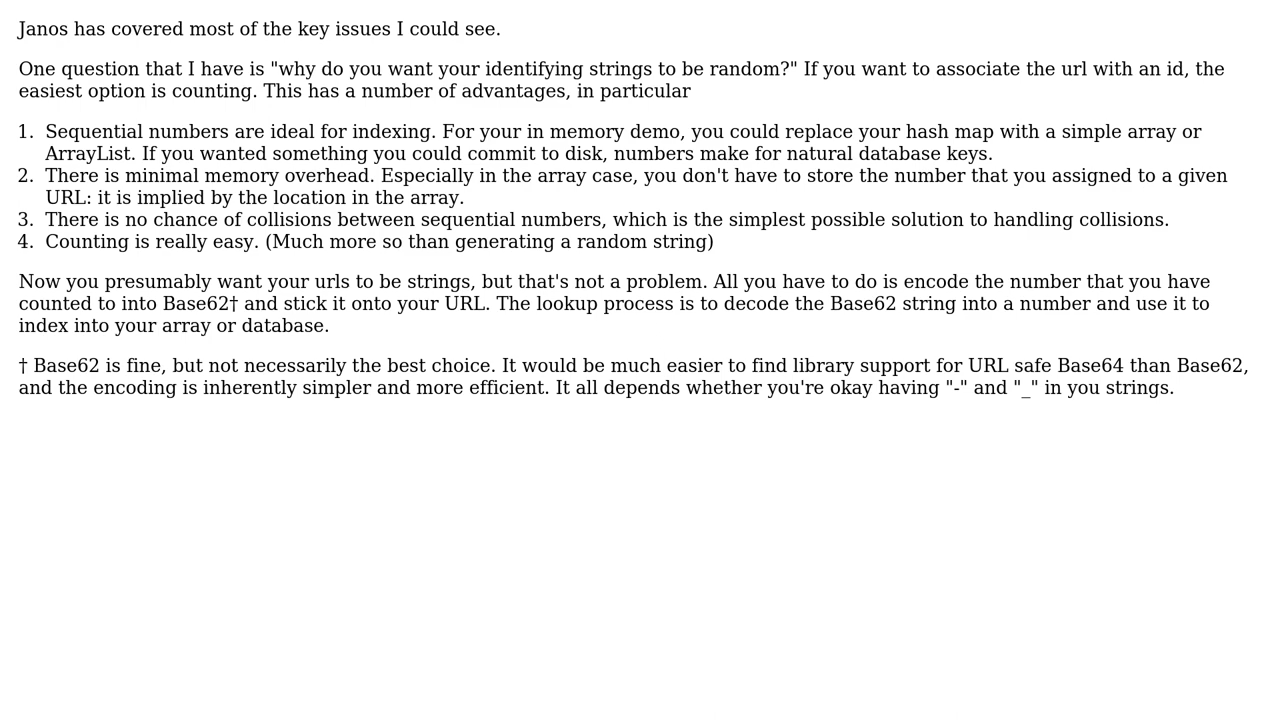 Janos has covered most of the key issues I could see.
One question that I have is "why do you want your identifying strings to be random?" If you want to associate the url with an id, the
easiest option is counting. This has a number of advantages, in particular
1. Sequential numbers are ideal for indexing. For your in memory demo, you could replace your hash map with a simple array or
ArrayList. If you wanted something you could commit to disk, numbers make for natural database keys.
2. There is minimal memory overhead. Especially in the array case, you don't have to store the number that you assigned to a given
URL: it is implied by the location in the array.
3. There is no chance of collisions between sequential numbers, which is the simplest possible solution to handling collisions.
4. Counting is really easy. (Much more so than generating a random string)
Now you presumably want your urls to be strings, but that's not a problem. All you have to do is encode the number that you have
counted to into Base62† and stick it onto your URL. The lookup process is to decode the Base62 string into a number and use it to
index into your array or database.
† Base62 is fine, but not necessarily the best choice. It would be much easier to find library support for URL safe Base64 than Base62,
and the encoding is inherently simpler and more efficient. It all depends whether you're okay having "-" and "_" in you strings.